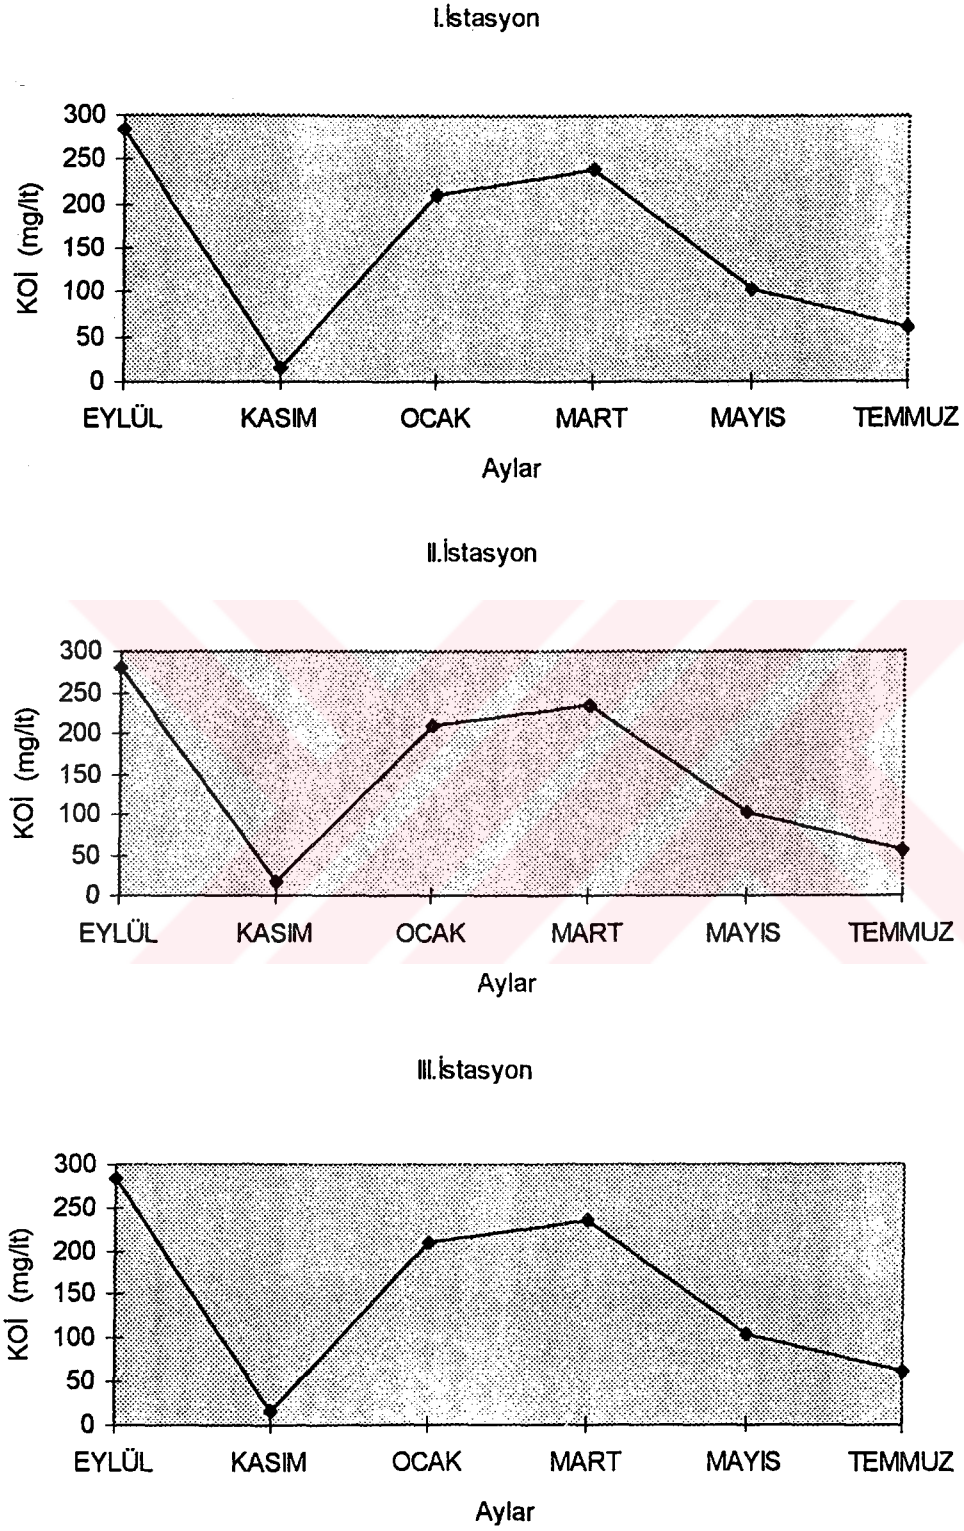 I.İstasyon
300
250
200
150
100
50
0
KOİ (mg/lt)
EYLÜL KASIM OCAK MART MAYIS TEMMUZ
Aylar
II.İstasyon
300
250
200
150
100
50
0
KOİ (mg/lt)
EYLÜL KASIM OCAK MART MAYIS TEMMUZ
Aylar
III.İstasyon
300
250
200
150
100
50
0
KOİ (mg/lt)
EYLÜL KASIM OCAK MART MAYIS TEMMUZ
Aylar